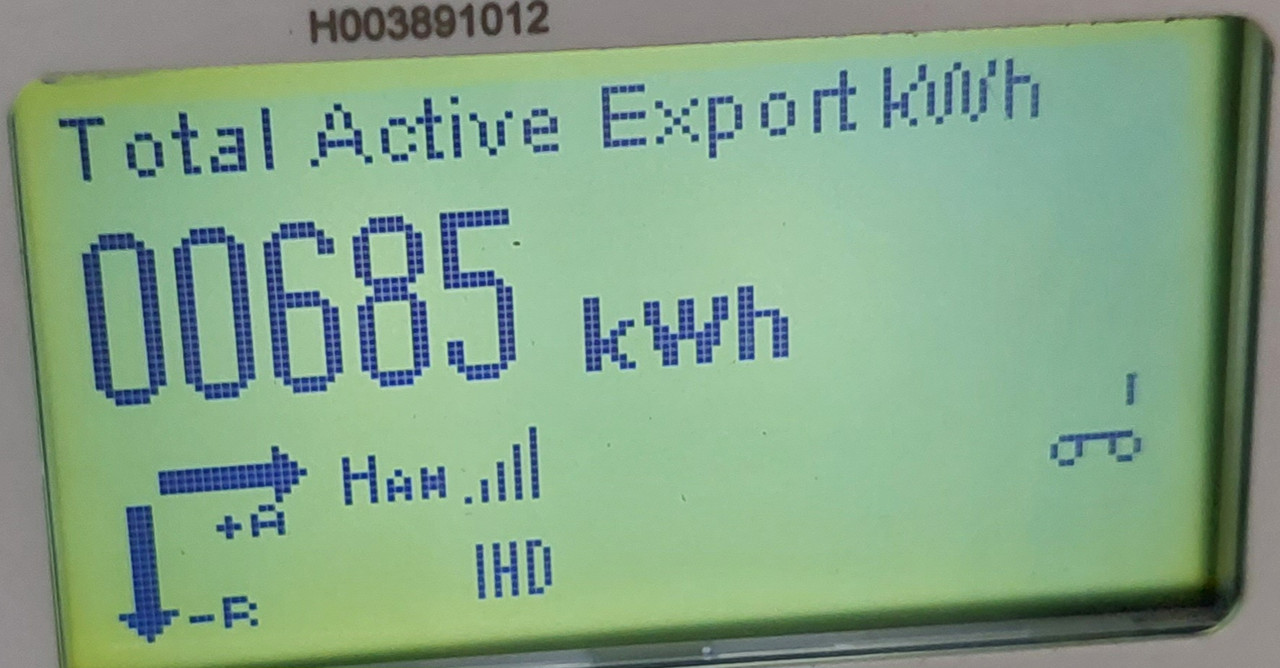 H003891012
Total Active Export kWh
00685 kWh
HAN
+A
IHD
-R